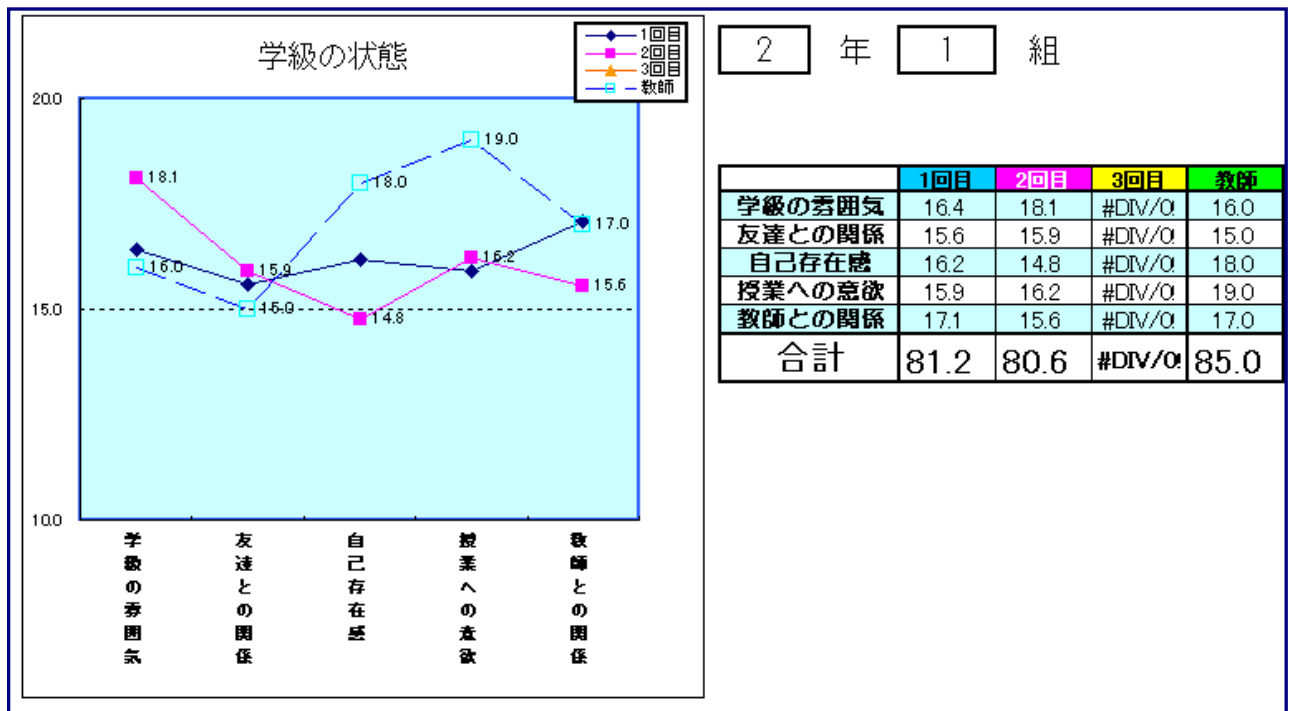 学級の状態
1回目
2回目
3回目
教師
2 年 1 組
20.0
15.0
10.0
18.1
16.0
15.9
15.0
18.0
14.8
19.0
16.2
17.0
15.6
学級の雰囲気
友達との関係
自己存在感
授業への意欲
教師との関係
1回目 2回目 3回目 教師
学級の雰囲気 16.4 18.1 #DIV/0! 16.0
友達との関係 15.6 15.9 #DIV/0! 15.0
自己存在感 16.2 14.8 #DIV/0! 18.0
授業への意欲 15.9 16.2 #DIV/0! 19.0
教師との関係 17.1 15.6 #DIV/0! 17.0
合計 81.2 80.6 #DIV/0! 85.0